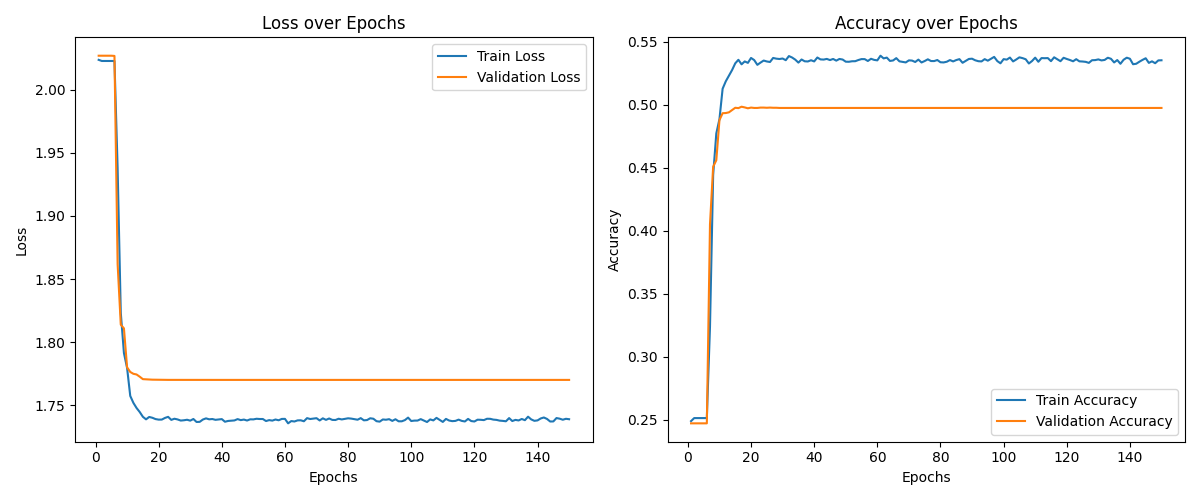 Loss over Epochs
Train Loss
Validation Loss
2.00
1.95
1.90
1.85
1.80
1.75
Loss
0 20 40 60 80 100 120 140
Epochs
Accuracy over Epochs
0.55
0.50
0.45
0.40
0.35
0.30
0.25
Accuracy
Train Accuracy
Validation Accuracy
0 20 40 60 80 100 120 140
Epochs